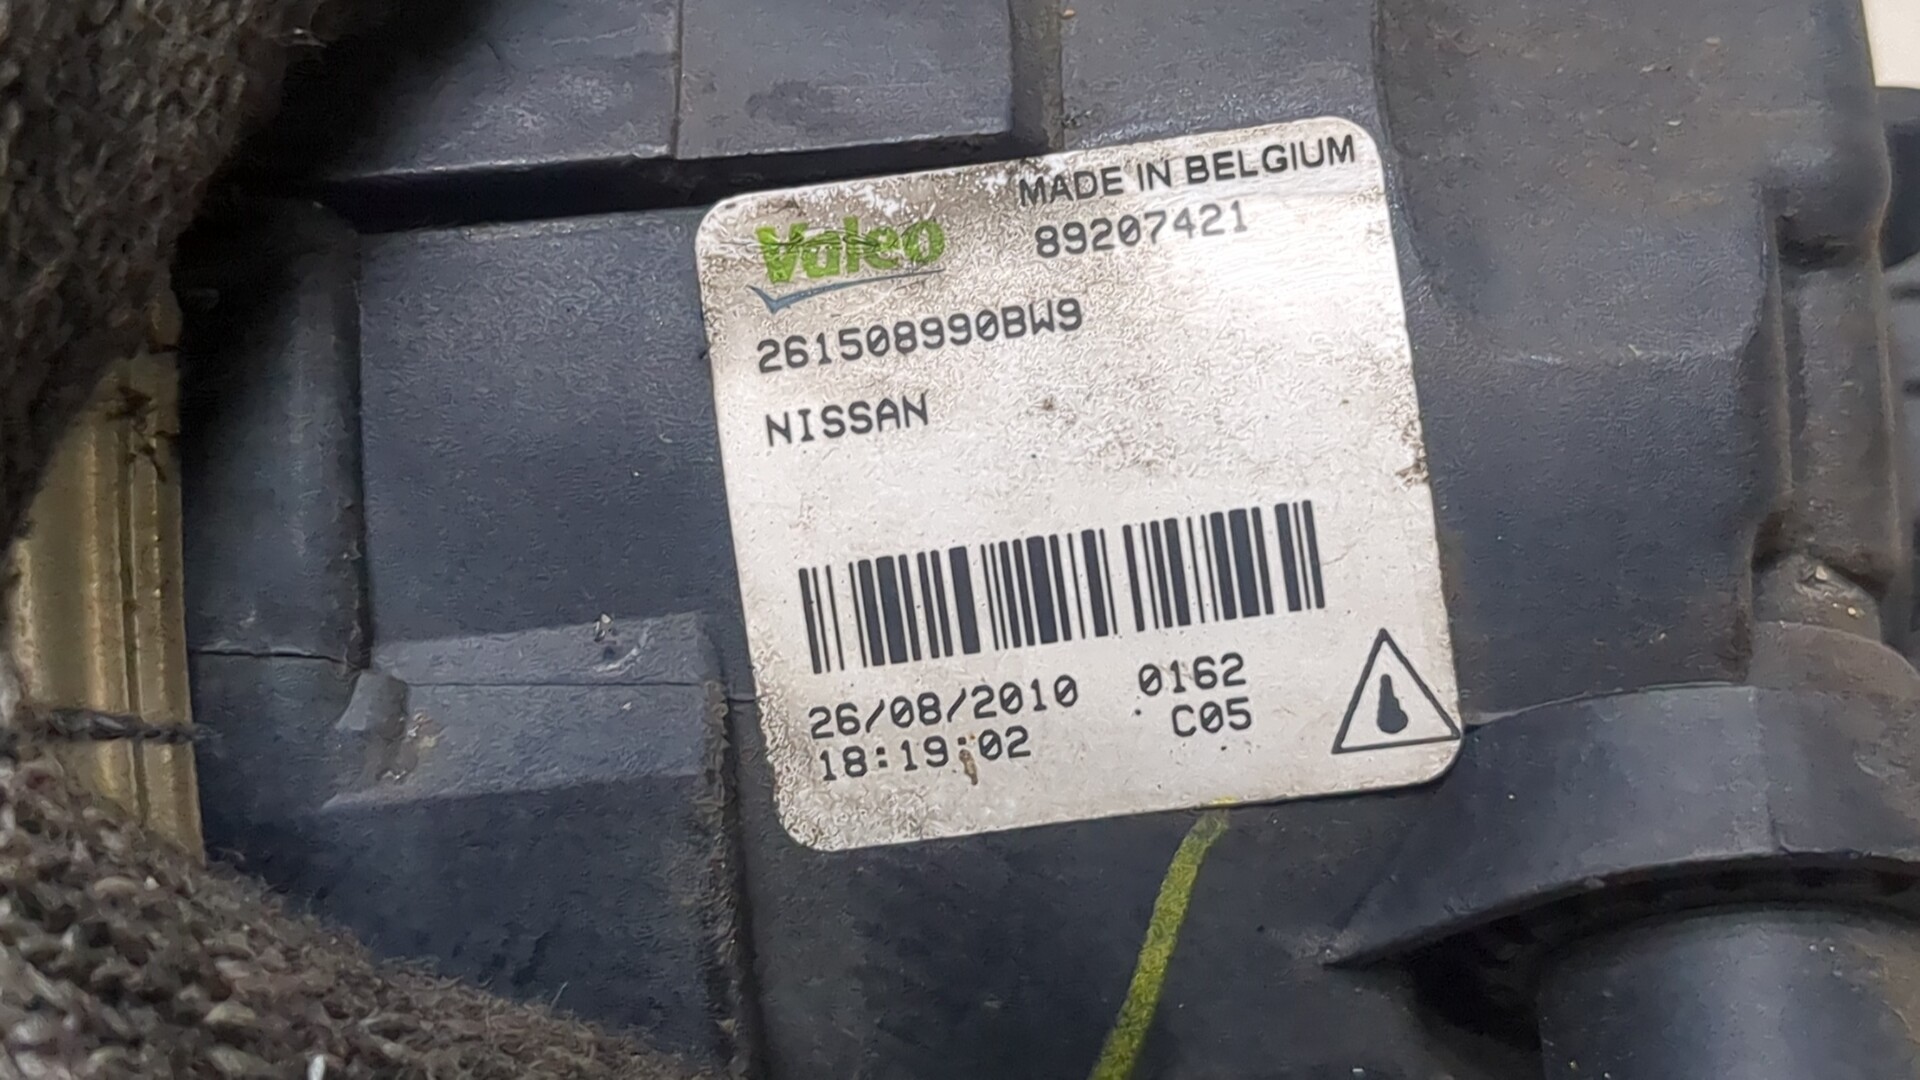 MADE IN BELGIUM
Valeo
89207421
261508990BW9
NISSAN
26/08/2010 0162
18:19:02 C05